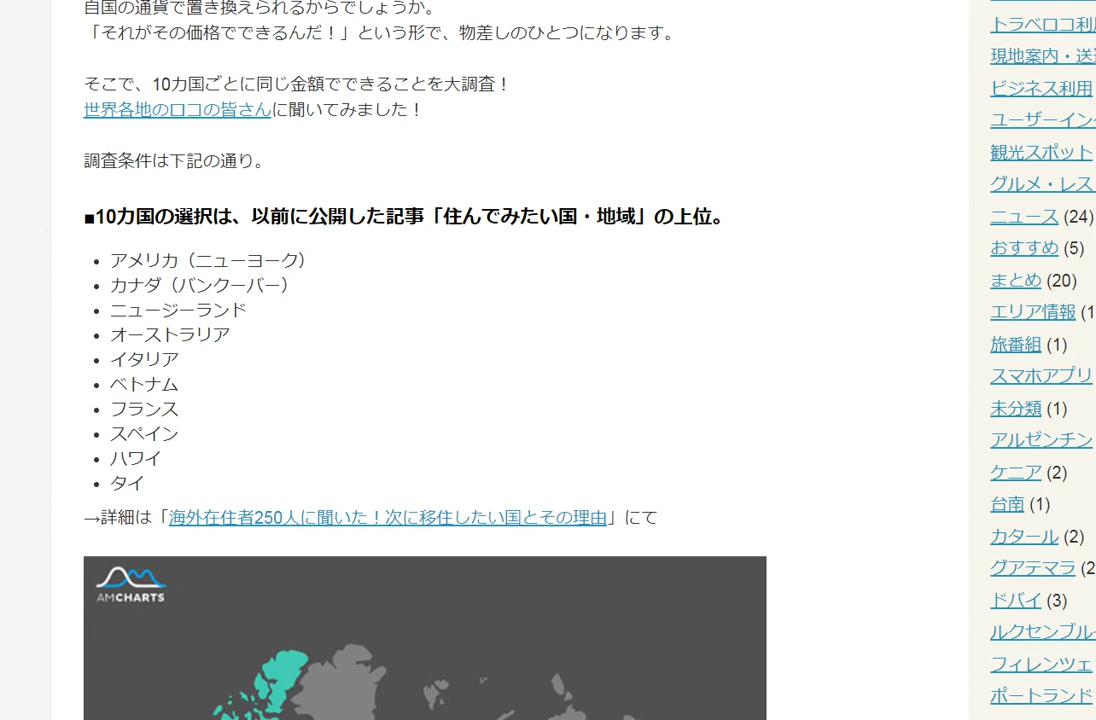 自国の通貨で置き換えられるからでしょうか。
「それがその価格でできるんだ！」という形で、物差しのひとつになります。
そこで、10カ国ごとに同じ金額でできることを大調査！
世界各地のロコの皆さんに聞いてみました！
調査条件は下記の通り。
■10カ国の選択は、以前に公開した記事「住んでみたい国・地域」の上位。
• アメリカ（ニューヨーク）
• カナダ（バンクーバー）
• ニュージーランド
• オーストラリア
• イタリア
• ベトナム
• フランス
• スペイン
• ハワイ
• タイ
→詳細は「海外在住者250人に聞いた！次に移住したい国とその理由」にて
AMCHARTS
トラベロコ利
現地案内・送
ビジネス利用
ユーザーイン
観光スポット
グルメ・レス
ニュース (24)
おすすめ (5)
まとめ (20)
エリア情報 (1
旅番組 (1)
スマホアプリ
未分類 (1)
アルゼンチン
ケニア (2)
台南 (1)
カタール (2)
グアテマラ (2
ドバイ (3)
ルクセンブル
フィレンツェ
ポートランド